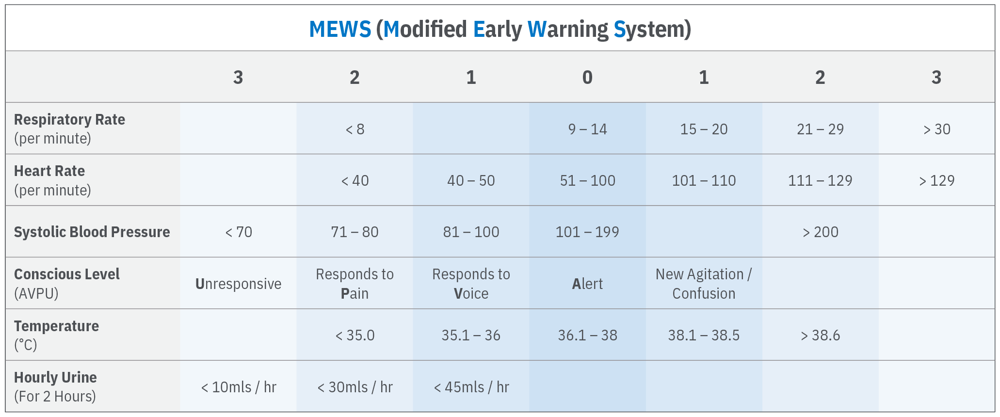 MEWS (Modified Early Warning System)
3 2 1 0 1 2 3
Respiratory Rate
(per minute)
< 8 9 – 14 15 – 20 21 – 29 > 30
Heart Rate
(per minute)
< 40 40 – 50 51 – 100 101 – 110 111 – 129 > 129
Systolic Blood Pressure < 70 71 – 80 81 – 100 101 – 199 > 200
Conscious Level
(AVPU)
Unresponsive
Responds to
Pain
Responds to
Voice
Alert
New Agitation /
Confusion
Temperature
(°C)
< 35.0 35.1 – 36 36.1 – 38 38.1 – 38.5 > 38.6
Hourly Urine
(For 2 Hours)
< 10mls / hr < 30mls / hr < 45mls / hr